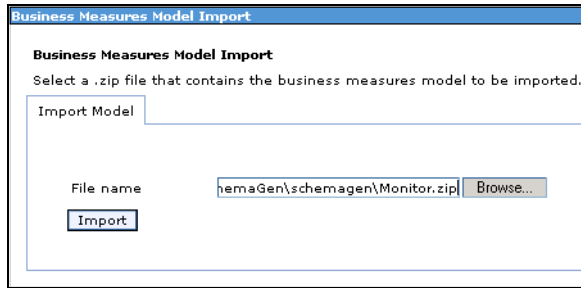 Business Measures Model Import
Business Measures Model Import
Select a .zip file that contains the business measures model to be imported.
Import Model
File name hemaGen\schemagen\Monitor.zip Browse...
Import